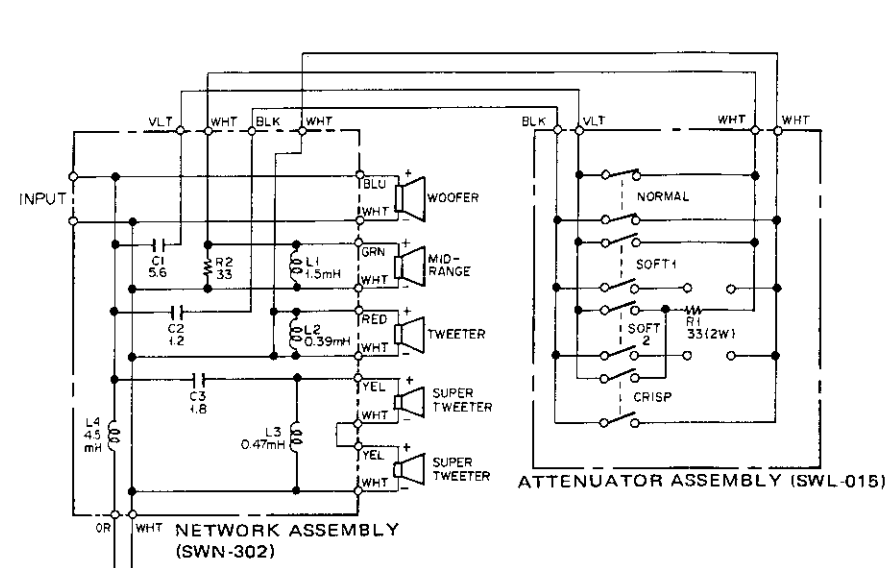 VLT WHT BLK WHT
BLK VLT WHT WHT
INPUT
BLU
+
WOOFER
WHT
-
NORMAL
C1
5.6
R2
33
L1
1.5mH
GRN
+
MID-
RANGE
WHT
-
SOFT 1
C2
1.2
L2
0.39mH
RED
+
TWEETER
WHT
-
SOFT
2
R1
33(2W)
C3
1.8
YEL
+
SUPER
TWEETER
WHT
-
CRISP
L4
4.5
mH
L3
0.47mH
YEL
+
SUPER
TWEETER
WHT
-
ATTENUATOR ASSEMBLY (SWL-015)
OR WHT
NETWORK ASSEMBLY
(SWN-302)